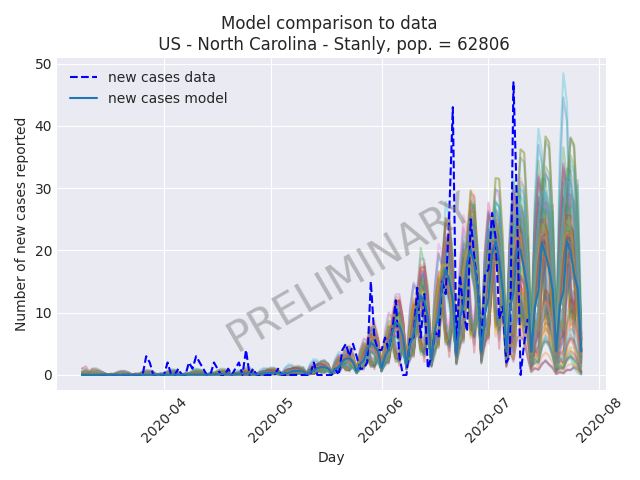 Model comparison to data
US - North Carolina - Stanly, pop. = 62806
new cases data
new cases model
PRELIMINARY
Number of new cases reported
50
40
30
20
10
0
2020-04
2020-05
2020-06
2020-07
2020-08
Day